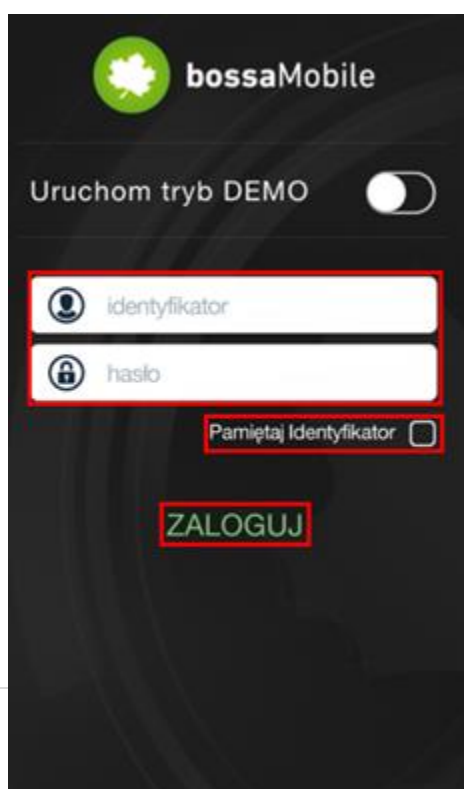 bossaMobile
Uruchom tryb DEMO
identyfikator
hasło
Pamiętaj Identyfikator
ZALOGUJ